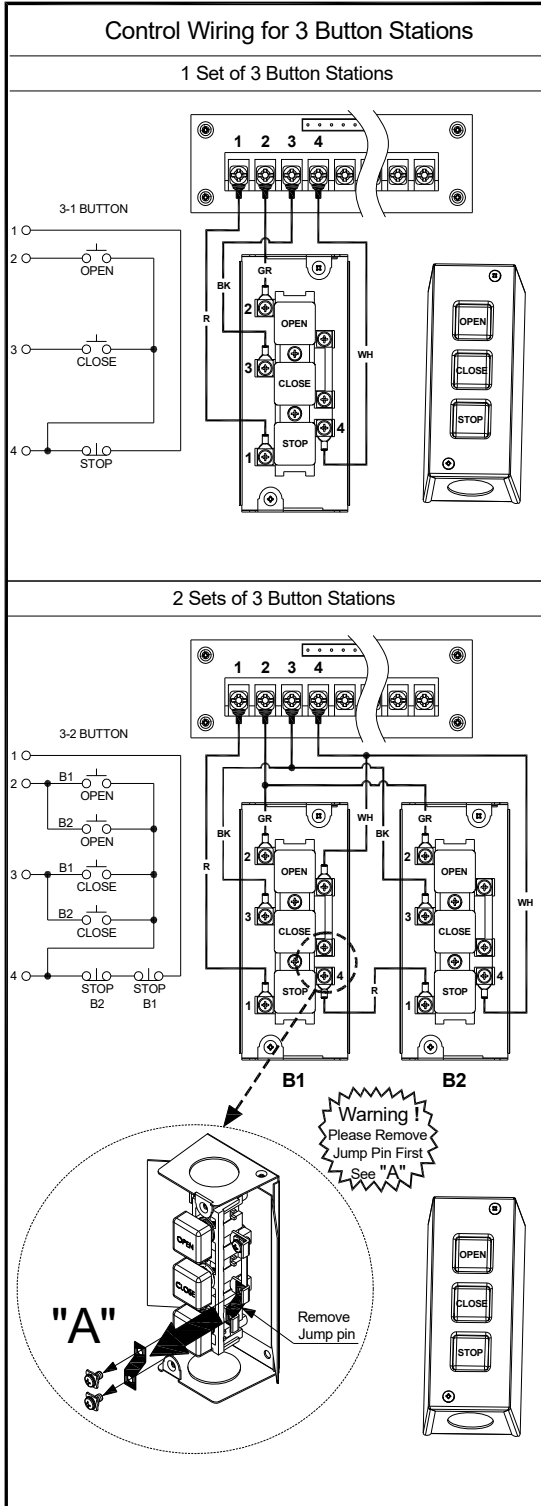 Control Wiring for 3 Button Stations
1 Set of 3 Button Stations
1 2 3 4
3-1 BUTTON
1
2
OPEN
3
CLOSE
4
STOP
R
BK
GR
WH
2
OPEN
3
CLOSE
STOP
4
1
OPEN
CLOSE
STOP
2 Sets of 3 Button Stations
1 2 3 4
3-2 BUTTON
1
2
B1
OPEN
B2
OPEN
3
B1
CLOSE
B2
CLOSE
4
STOP STOP
B2 B1
R
BK
GR
WH
BK
GR
WH
R
2
OPEN
3
CLOSE
4
STOP
1
2
OPEN
3
CLOSE
4
STOP
1
B1 B2
Warning !
Please Remove
Jump Pin First
See "A"
"A"
OPEN
CLOSE
Remove
Jump pin
OPEN
CLOSE
STOP